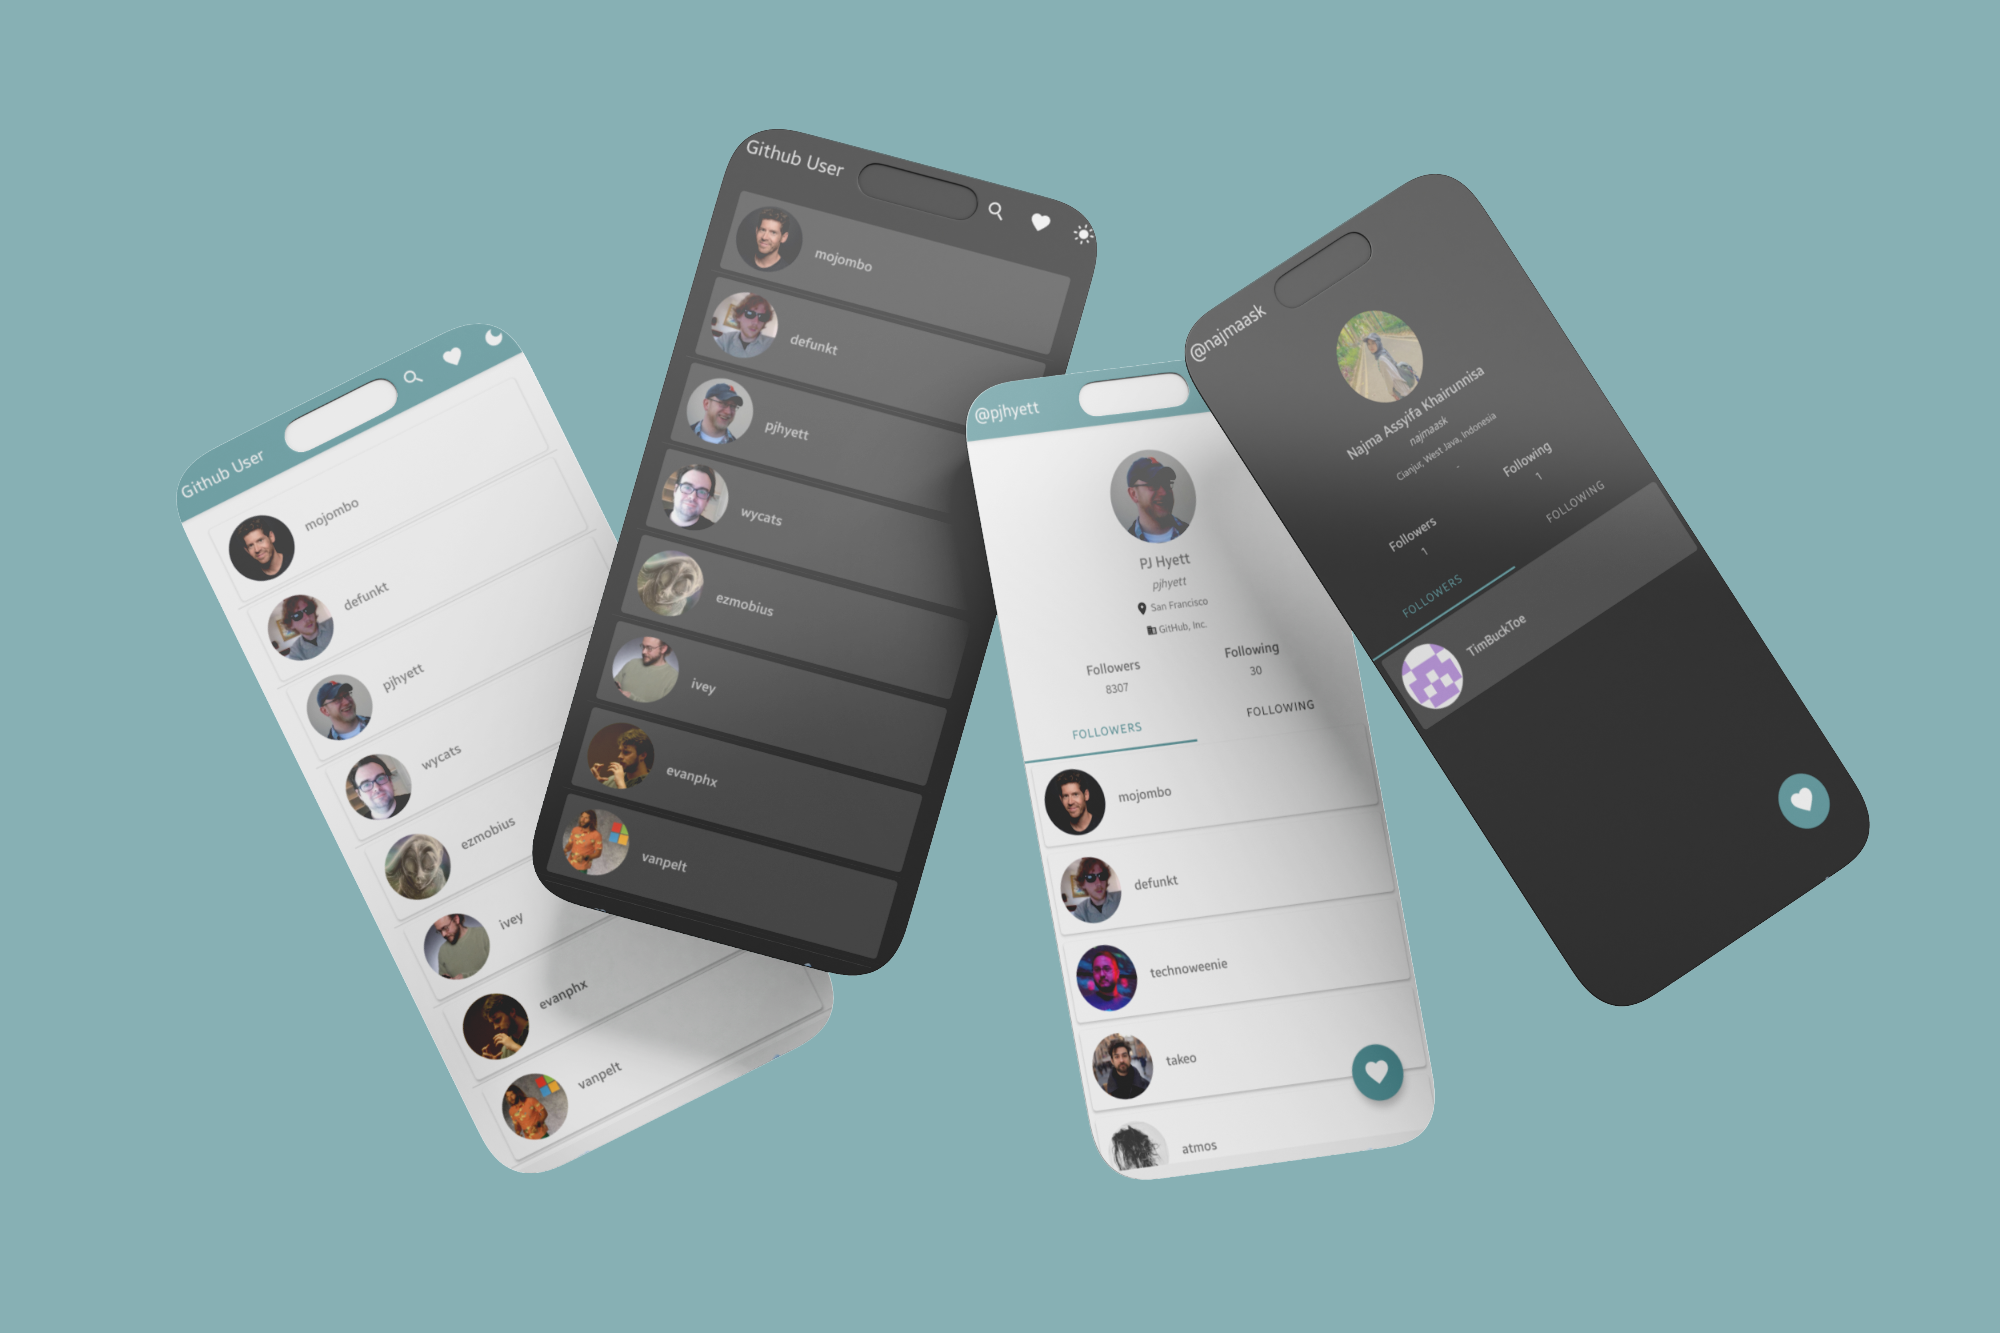 Github User
mojombo
defunkt
pjhyett
wycats
ezmobius
ivey
evanphx
vanpelt
Github User
mojombo
defunkt
pjhyett
wycats
ezmobius
ivey
evanphx
vanpelt
@pjhyett
PJ Hyett
pjhyett
San Francisco
GitHub, Inc.
Followers Following
8307 30
FOLLOWERS FOLLOWING
mojombo
defunkt
technoweenie
takeo
atmos
@najmaask
Najma Assyifa Khairunnisa
najmaask
Cianjur, West Java, Indonesia
-
Followers Following
1 1
FOLLOWERS FOLLOWING
TimBuckToe